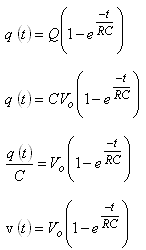 q (t) = Q(1 − e^(−t/RC))
q (t) = CV₀(1 − e^(−t/RC))
q(t)/C = V₀(1 − e^(−t/RC))
v(t) = V₀(1 − e^(−t/RC))